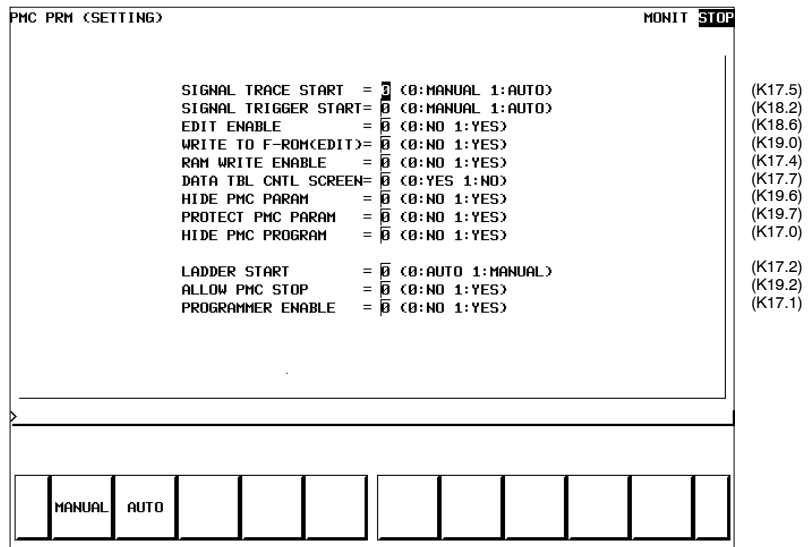 PMC PRM (SETTING) MONIT STOP
SIGNAL TRACE START = 0 (0:MANUAL 1:AUTO) (K17.5)
SIGNAL TRIGGER START= 0 (0:MANUAL 1:AUTO) (K18.2)
EDIT ENABLE = 0 (0:NO 1:YES) (K18.6)
WRITE TO F-ROM(EDIT)= 0 (0:NO 1:YES) (K19.0)
RAM WRITE ENABLE = 0 (0:NO 1:YES) (K17.4)
DATA TBL CNTL SCREEN= 0 (0:YES 1:NO) (K17.7)
HIDE PMC PARAM = 0 (0:NO 1:YES) (K19.6)
PROTECT PMC PARAM = 0 (0:NO 1:YES) (K19.7)
HIDE PMC PROGRAM = 0 (0:NO 1:YES) (K17.0)
LADDER START = 0 (0:AUTO 1:MANUAL) (K17.2)
ALLOW PMC STOP = 0 (0:NO 1:YES) (K19.2)
PROGRAMMER ENABLE = 0 (0:NO 1:YES) (K17.1)
>
MANUAL AUTO